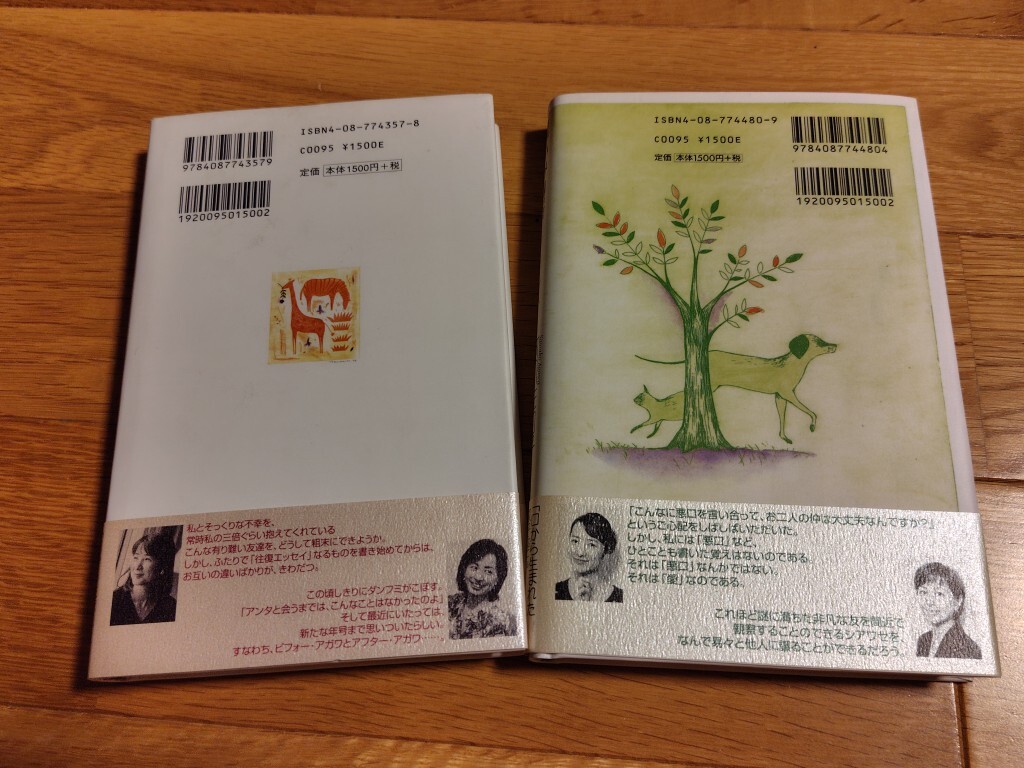 ISBN4-08-774357-8
C0095 ¥1500E
定価 本体1500円+税
9784087743579
1920095015002
私とそっくりな不幸を、
常時私の三倍ぐらい抱えてくれている
こんな有り難い友達を、どうして粗末にできようか。
しかし、ふたりで「往復エッセイ」なるものを書き始めてからは、
お互いの違いばかりが、きわだつ。
この頃しきりにダンフミがこぼす。
「アンタと会うまでは、こんなことはなかったのよ」
そして最近にいたっては、
新たな年号まで思いついたらしい。
すなわち、ビフォー・アガワとアフター・アガワ……。
ISBN4-08-774480-9
C0095 ¥1500E
定価 本体1500円+税
9784087744804
1920095015002
「こんなに悪口を言い合って、お二人の仲は大丈夫なんですか?」
という心配をしばしばいただいた。
しかし、私には「悪口」など、
ひとことも書いた覚えはないのである。
それは「悪口」なんかではない。
それは「愛」なのである。
これほど謎に満ちた非凡な友を間近で
観察することのできるシアワセを
なんで易々と他人に譲ることができるだろう。